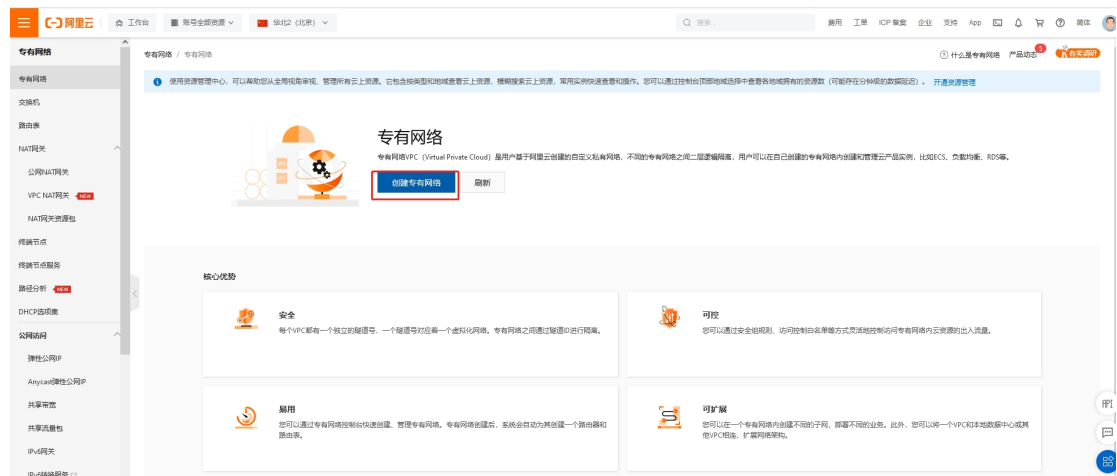 阿里云
工作台
账号全部资源
华北2（北京）
搜索...
费用
工单
ICP 备案
企业
支持
App
简体
专有网络
专有网络 / 专有网络
什么是专有网络
产品动态
5
有奖调研
专有网络
使用资源管理中心，可以帮助您从全局视角审视、管理所有云上资源。它包含按类型和地域查看云上资源，模糊搜索云上资源，常用实例快速查看和操作。您可以通过控制台顶部地域选择中查看各地域拥有的资源数（可能存在分钟级的数据延迟）。 开通资源管理
交换机
路由表
NAT网关
公网NAT网关
VPC NAT网关 NEW
NAT网关资源包
终端节点
终端节点服务
路径分析 NEW
DHCP选项集
公网访问
弹性公网IP
Anycast弹性公网IP
共享带宽
共享流量包
IPv6网关
IPv6转换服务
专有网络
专有网络VPC（Virtual Private Cloud）是用户基于阿里云创建的自定义私有网络，不同的专有网络之间二层逻辑隔离，用户可以在自己创建的专有网络内创建和管理云产品实例，比如ECS、负载均衡、RDS等。
创建专有网络
刷新
核心优势
安全
每个VPC都有一个独立的隧道号，一个隧道号对应着一个虚拟化网络。专有网络之间通过隧道ID进行隔离。
可控
您可以通过安全组规则、访问控制白名单等方式灵活地控制访问专有网络内云资源的出入流量。
易用
您可以通过专有网络控制台快速创建、管理专有网络。专有网络创建后，系统会自动为其创建一个路由器和
路由表。
可扩展
您可以在一个专有网络内创建不同的子网，部署不同的业务。此外，您可以将一个VPC和本地数据中心或其
他VPC相连，扩展网络架构。
API